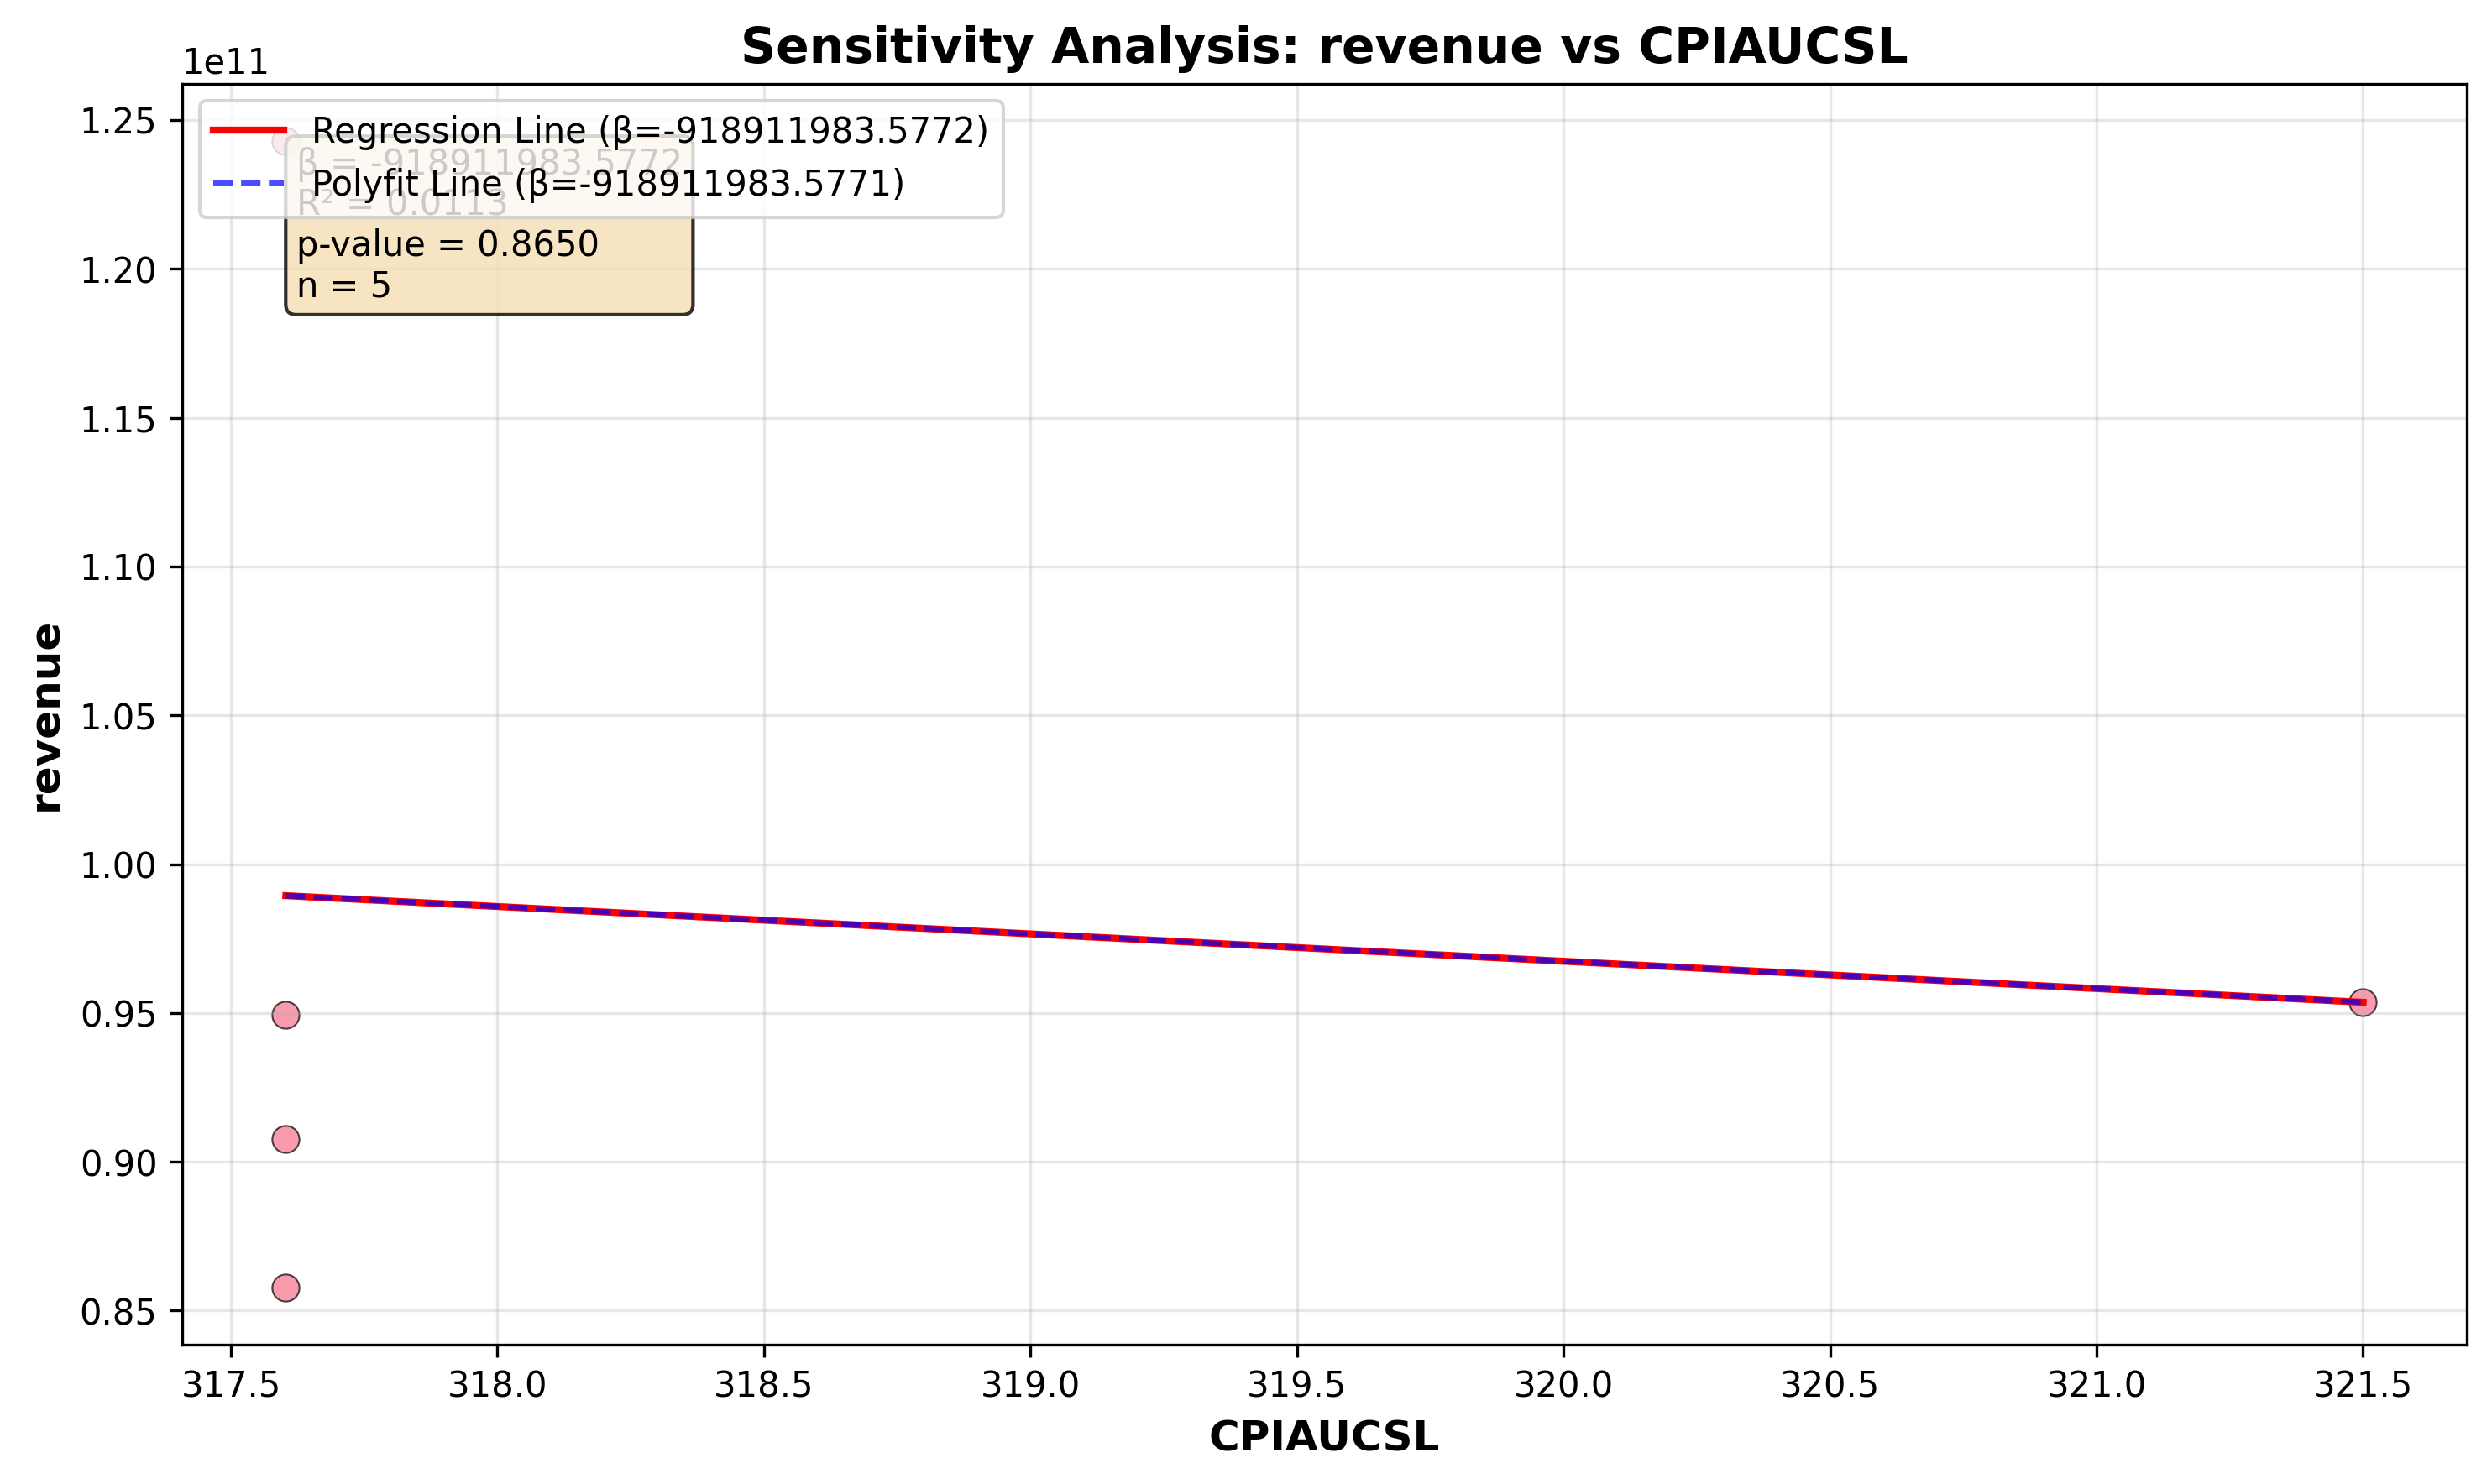 Sensitivity Analysis: revenue vs CPIAUCSL
1e11
1.25
1.20
1.15
1.10
1.05
1.00
0.95
0.90
0.85
revenue
Regression Line (β=-918911983.5772)
Polyfit Line (β=-918911983.5771)
β = -918911983.5772
R² = 0.0113
p-value = 0.8650
n = 5
317.5 318.0 318.5 319.0 319.5 320.0 320.5 321.0 321.5
CPIAUCSL